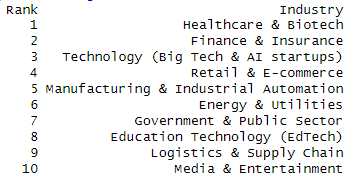 Rank Industry
1 Healthcare & Biotech
2 Finance & Insurance
3 Technology (Big Tech & AI startups)
4 Retail & E-commerce
5 Manufacturing & Industrial Automation
6 Energy & Utilities
7 Government & Public Sector
8 Education Technology (EdTech)
9 Logistics & Supply Chain
10 Media & Entertainment